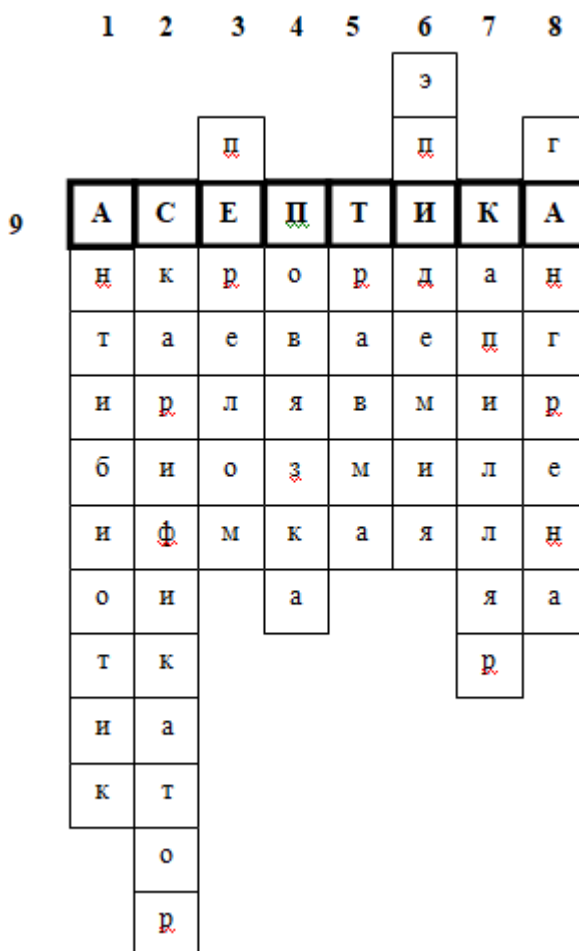 1 2 3 4 5 6 7 8
э
п п г
9 А С Е П Т И К А
н к р о р д а н
т а е в а е п г
и р л я в м и р
б и о з м и л е
и ф м к а я л н
о и а я а
т к р
и а
к т
о
р